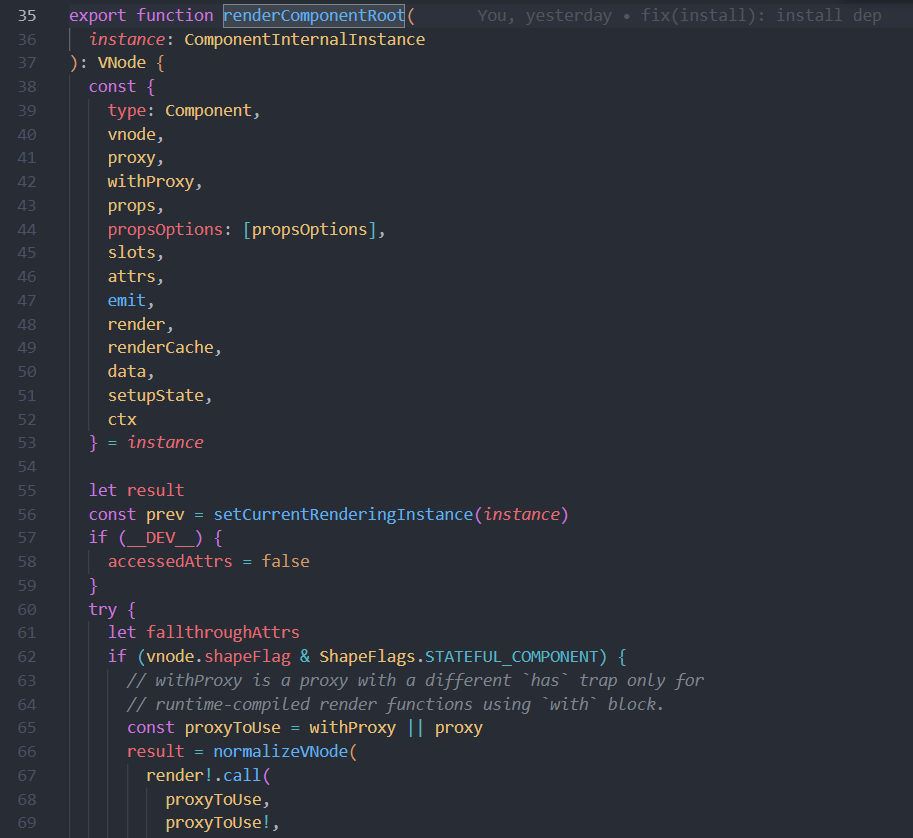 35 export function renderComponentRoot( You, yesterday • fix(install): install dep
36 instance: ComponentInternalInstance
37 ): VNode {
38 const {
39 type: Component,
40 vnode,
41 proxy,
42 withProxy,
43 props,
44 propsOptions: [propsOptions],
45 slots,
46 attrs,
47 emit,
48 render,
49 renderCache,
50 data,
51 setupState,
52 ctx
53 } = instance
54
55 let result
56 const prev = setCurrentRenderingInstance(instance)
57 if (__DEV__) {
58 accessedAttrs = false
59 }
60 try {
61 let fallthroughAttrs
62 if (vnode.shapeFlag & ShapeFlags.STATEFUL_COMPONENT) {
63 // withProxy is a proxy with a different `has` trap only for
64 // runtime-compiled render functions using `with` block.
65 const proxyToUse = withProxy || proxy
66 result = normalizeVNode(
67 render!.call(
68 proxyToUse,
69 proxyToUse!,